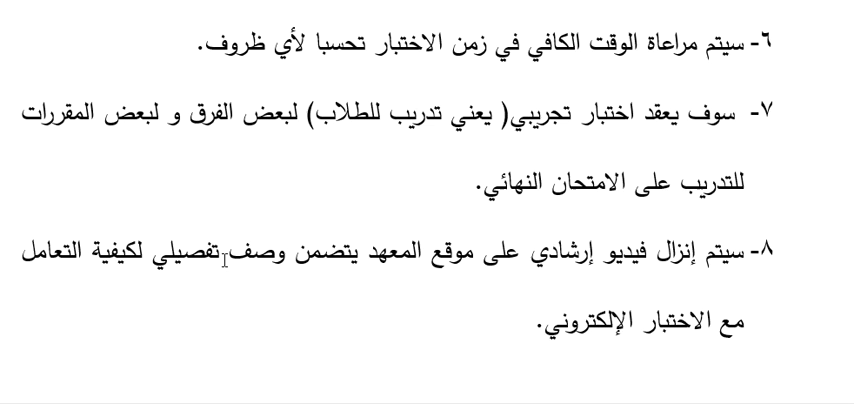 ٦- سيتم مراعاة الوقت الكافي في زمن الاختبار تحسبا لأي ظروف.
٧- سوف يعقد اختبار تجريبي( يعني تدريب للطلاب) لبعض الفرق و لبعض المقررات
للتدريب على الامتحان النهائي.
٨- سيتم إنزال فيديو إرشادي على موقع المعهد يتضمن وصف تفصيلي لكيفية التعامل
مع الاختبار الإلكتروني.